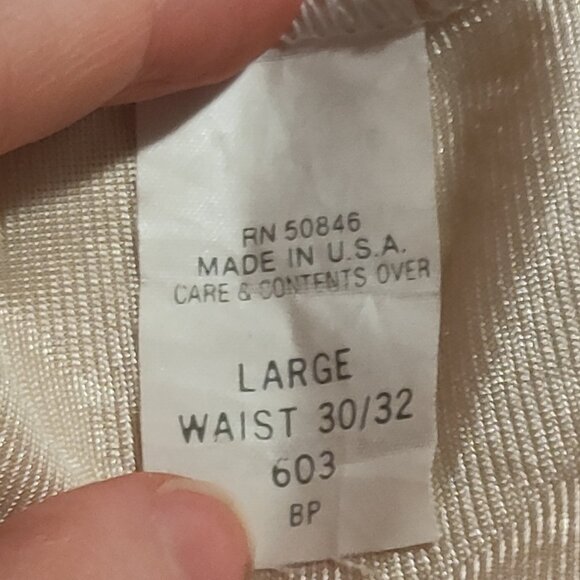 RN 50846
MADE IN U.S.A.
CARE & CONTENTS OVER
LARGE
WAIST 30/32
603
BP